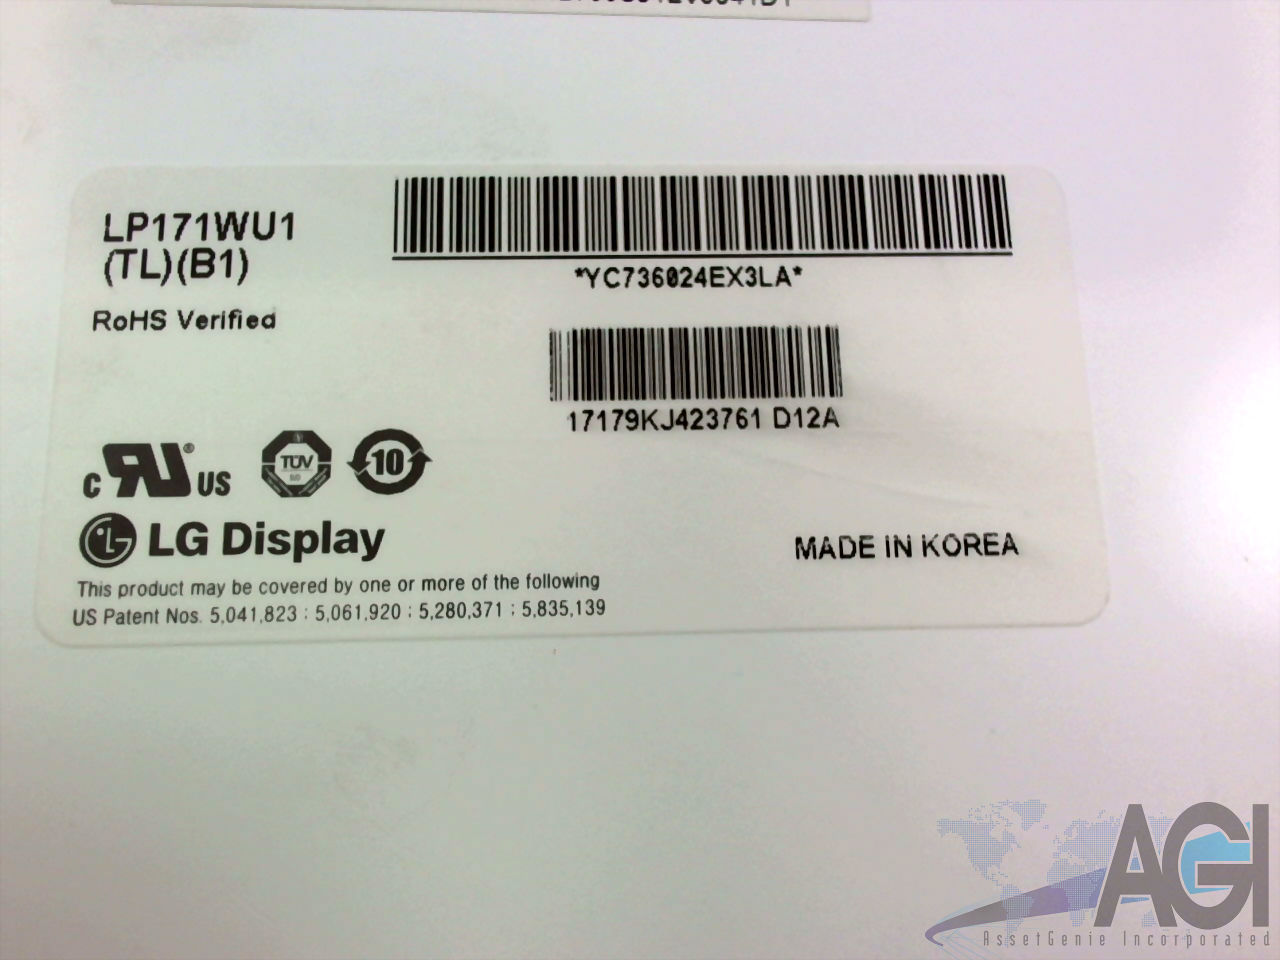 LP171WU1
(TL)(B1)
*YC736024EX3LA*
RoHS Verified
17179KJ423761 D12A
c RU ® US
TÜV
10
LG Display
MADE IN KOREA
This product may be covered by one or more of the following
US Patent Nos. 5,041,823 : 5,061,920 : 5,280,371 : 5,835,139
AGI
AssetGenie Incorporated